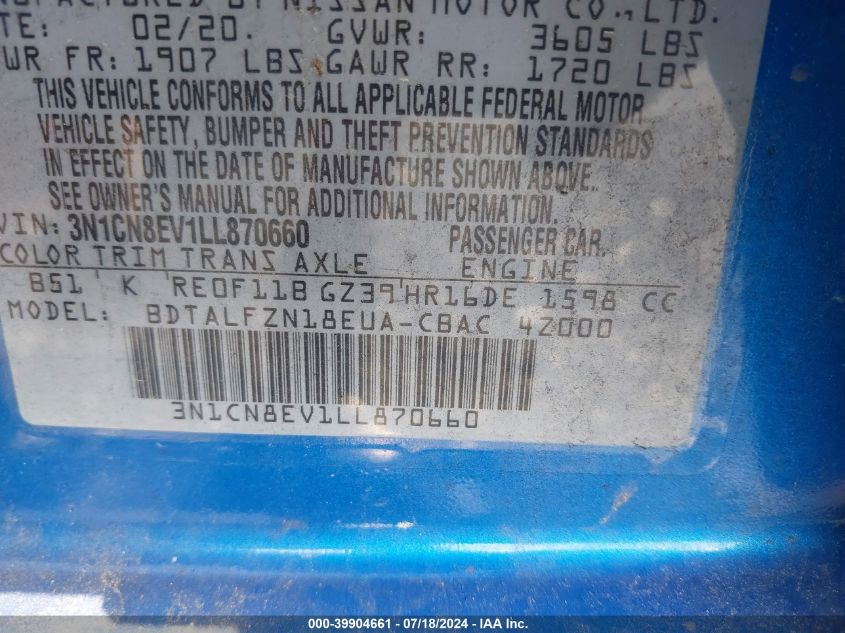 MOTOR CO., LTD.
02/20. GVWR: 3605 LBS
WR FR: 1907 LBS GAWR RR: 1720 LBS
THIS VEHICLE CONFORMS TO ALL APPLICABLE FEDERAL MOTOR
VEHICLE SAFETY, BUMPER AND THEFT PREVENTION STANDARDS
IN EFFECT ON THE DATE OF MANUFACTURE SHOWN ABOVE.
SEE OWNER'S MANUAL FOR ADDITIONAL INFORMATION.
VIN: 3N1CN8EV1LL870660 PASSENGER CAR.
COLOR TRIM TRANS AXLE ENGINE
B51 K RE0F11B GZ39 HR16DE 1598 CC
MODEL: BDTALFZN18EUA-CBAC 4Z000
3N1CN8EV1LL870660
000-39904661 / 07/18/2024 / IAA Inc.